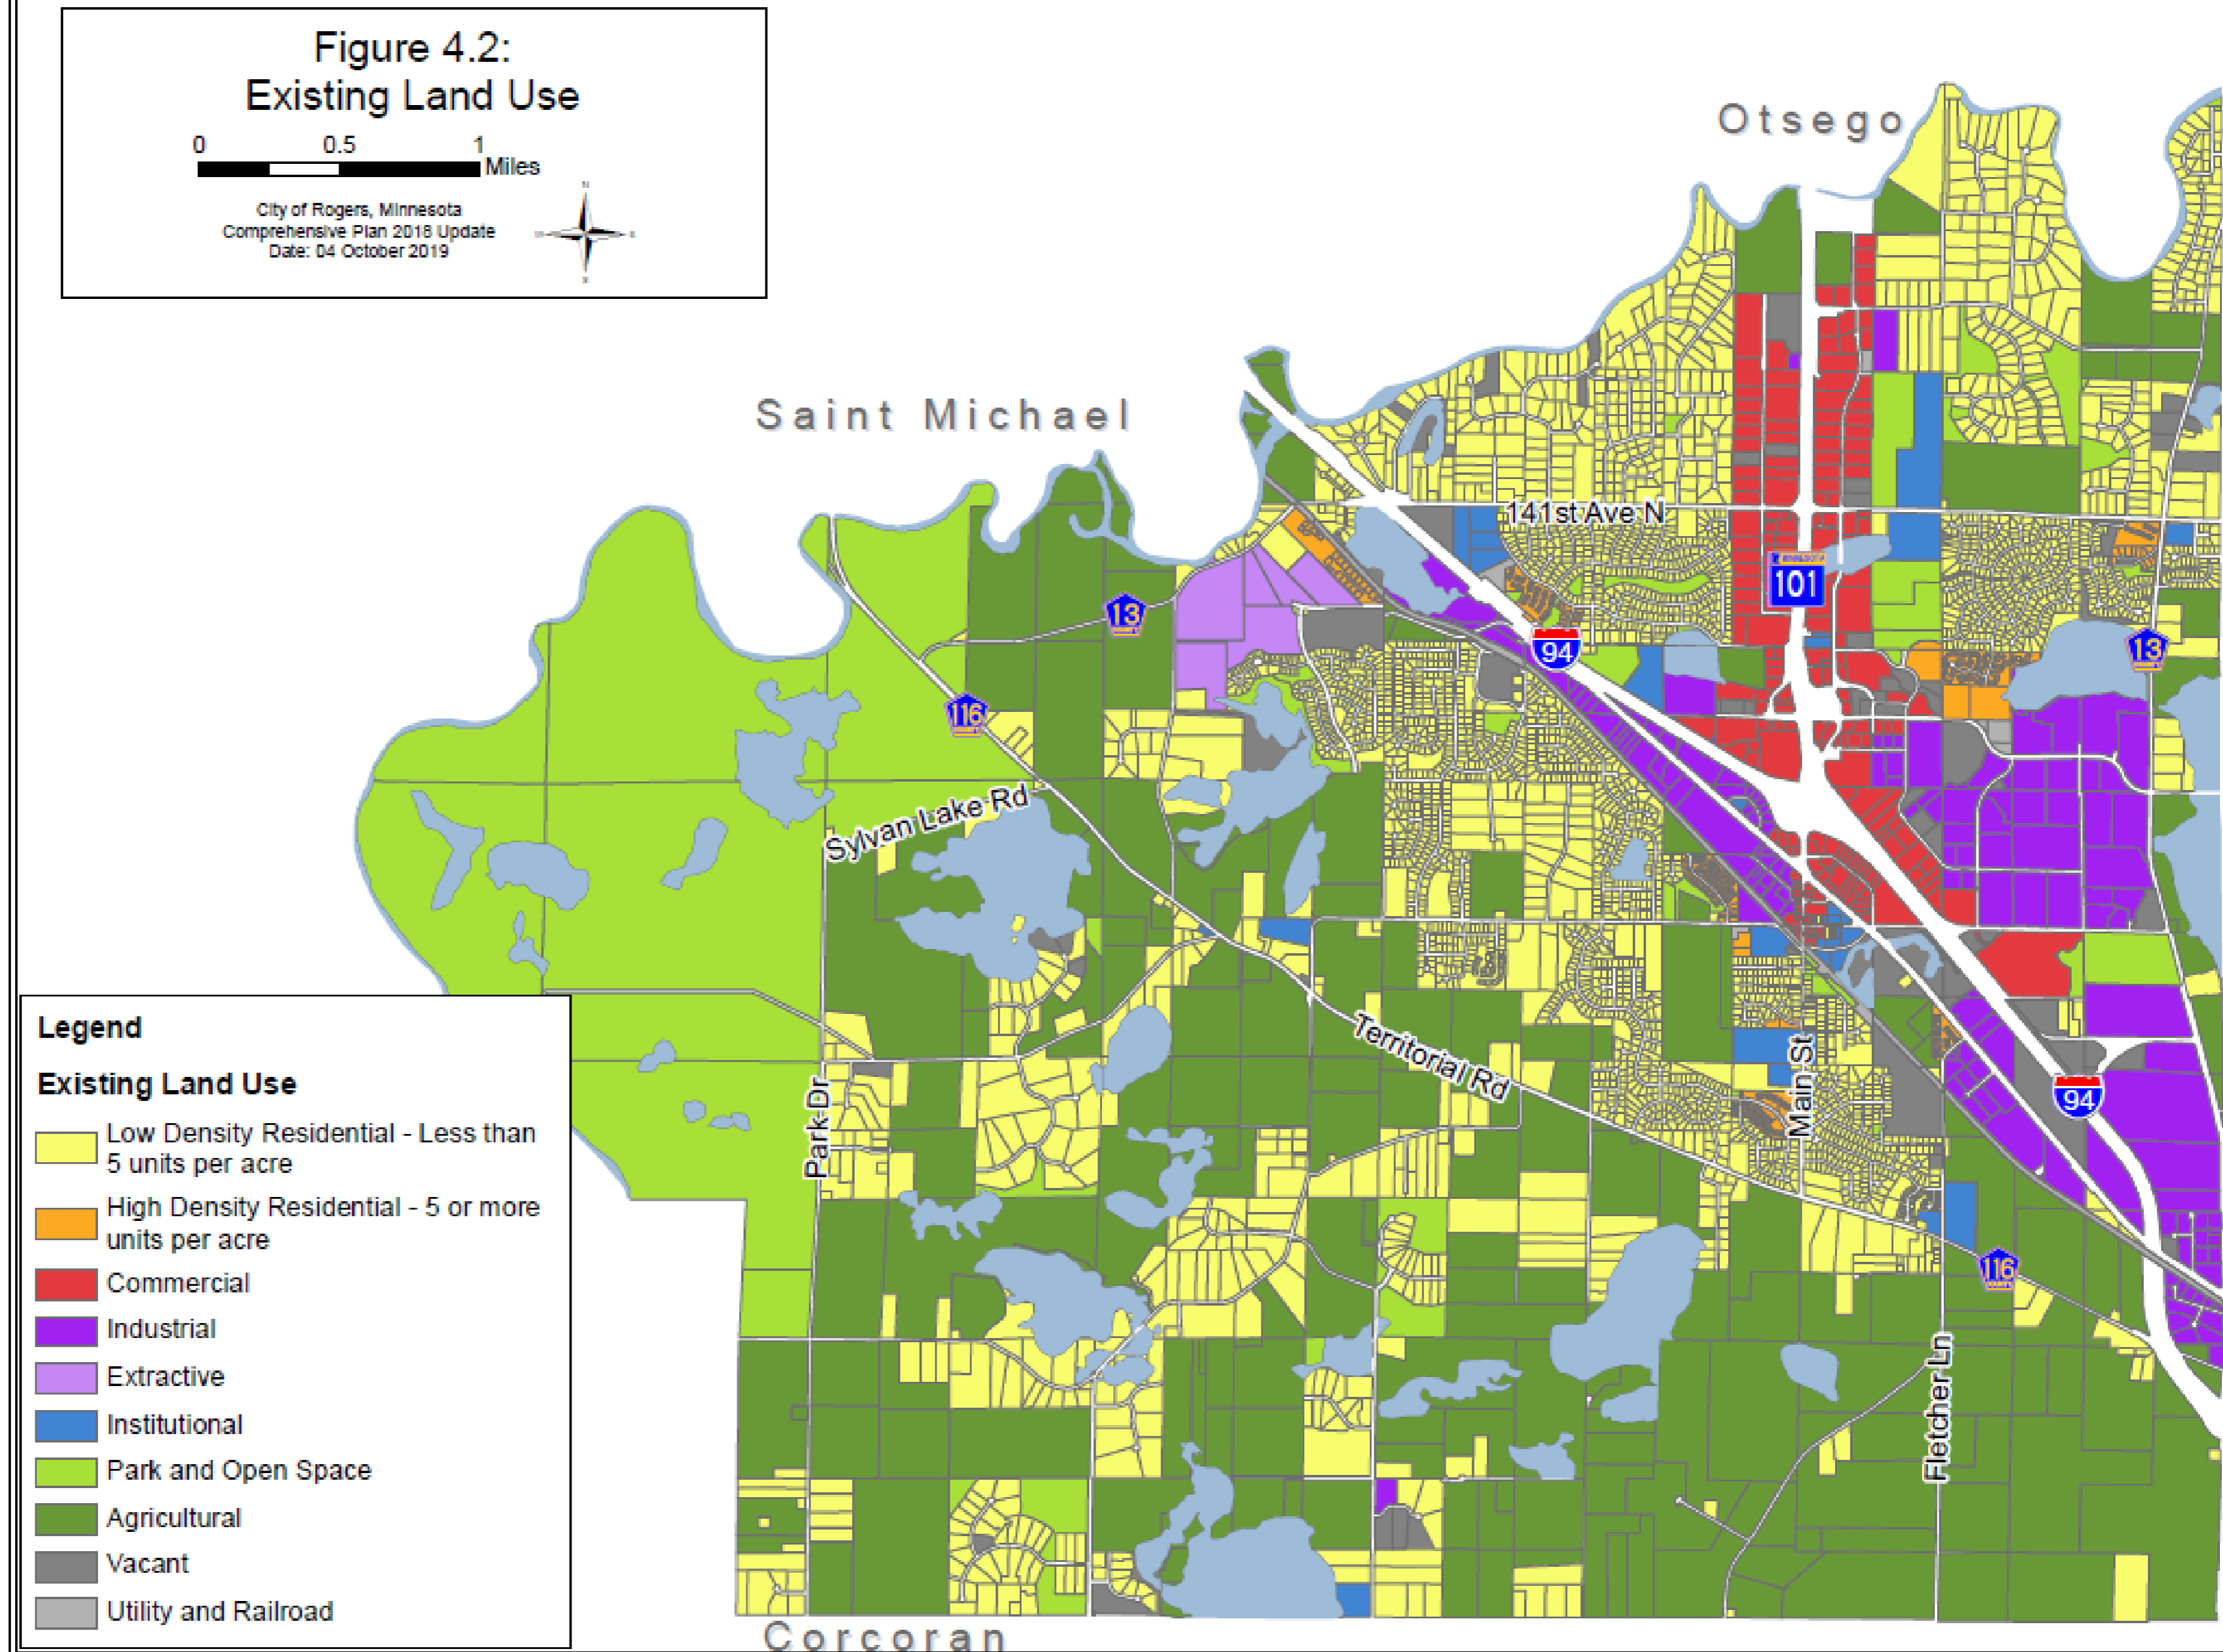 Figure 4.2:
Existing Land Use
0 0.5 1
Miles
City of Rogers, Minnesota
Comprehensive Plan 2018 Update
Date: 04 October 2019
N
Otsego
Saint Michael
141st Ave N
101
13
94
13
116
Sylvan Lake Rd
Territorial Rd
Main St
Park Dr
94
116
Fletcher Ln
Corcoran
Legend
Existing Land Use
Low Density Residential - Less than
5 units per acre
High Density Residential - 5 or more
units per acre
Commercial
Industrial
Extractive
Institutional
Park and Open Space
Agricultural
Vacant
Utility and Railroad